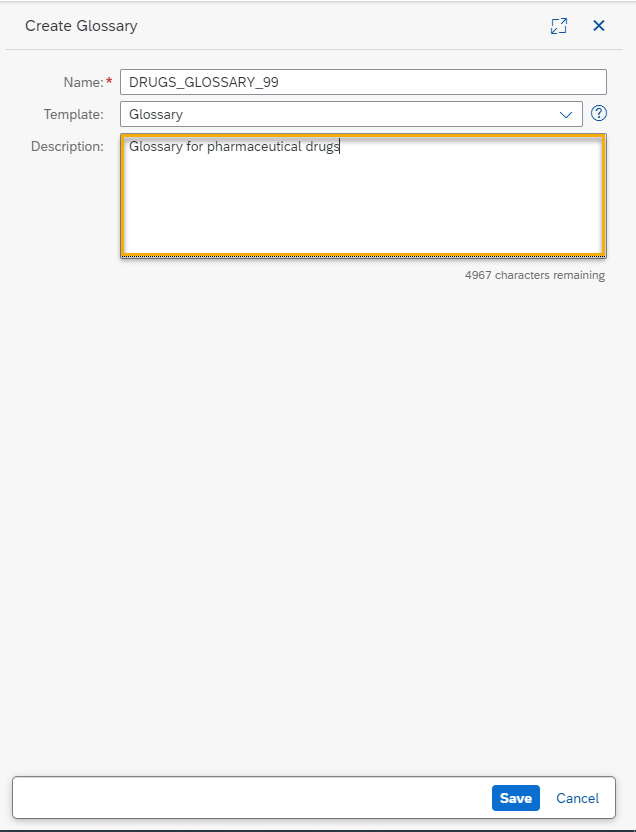 Create Glossary
Name:* DRUGS_GLOSSARY_99
Template: Glossary
Description: Glossary for pharmaceutical drugs
4967 characters remaining
Save Cancel